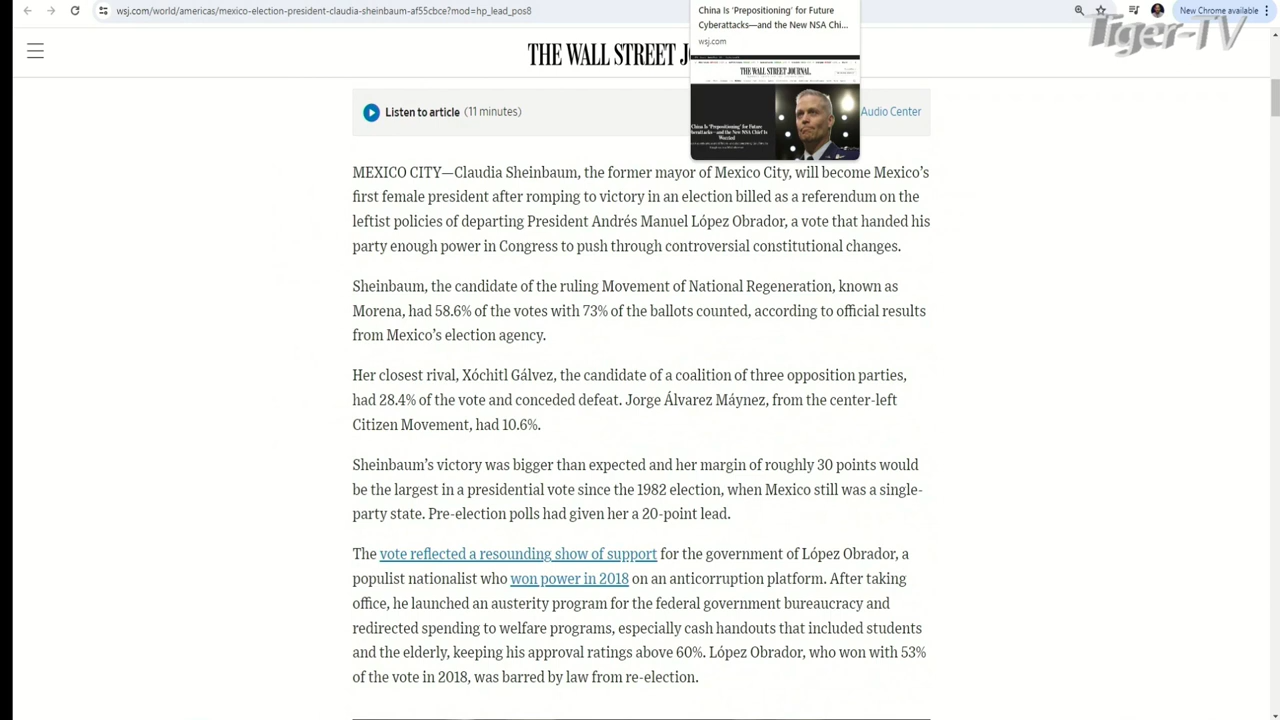 wsj.com/world/americas/mexico-election-president-claudia-sheinbaum-af55cbce?mod=hp_lead_pos8
New Chrome available
China Is 'Prepositioning' for Future
Cyberattacks—and the New NSA Chi...
wsj.com
Tiger-TV
THE WALL STREET J
THE WALL STREET JOURNAL.
Listen to article (11 minutes)
Audio Center
China Is 'Prepositioning' for Future
berattacks—and the New NSA Chief Is
Worried
MEXICO CITY—Claudia Sheinbaum, the former mayor of Mexico City, will become Mexico's
first female president after romping to victory in an election billed as a referendum on the
leftist policies of departing President Andrés Manuel López Obrador, a vote that handed his
party enough power in Congress to push through controversial constitutional changes.
Sheinbaum, the candidate of the ruling Movement of National Regeneration, known as
Morena, had 58.6% of the votes with 73% of the ballots counted, according to official results
from Mexico's election agency.
Her closest rival, Xóchitl Gálvez, the candidate of a coalition of three opposition parties,
had 28.4% of the vote and conceded defeat. Jorge Álvarez Máynez, from the center-left
Citizen Movement, had 10.6%.
Sheinbaum's victory was bigger than expected and her margin of roughly 30 points would
be the largest in a presidential vote since the 1982 election, when Mexico still was a single-
party state. Pre-election polls had given her a 20-point lead.
The vote reflected a resounding show of support for the government of López Obrador, a
populist nationalist who won power in 2018 on an anticorruption platform. After taking
office, he launched an austerity program for the federal government bureaucracy and
redirected spending to welfare programs, especially cash handouts that included students
and the elderly, keeping his approval ratings above 60%. López Obrador, who won with 53%
of the vote in 2018, was barred by law from re-election.